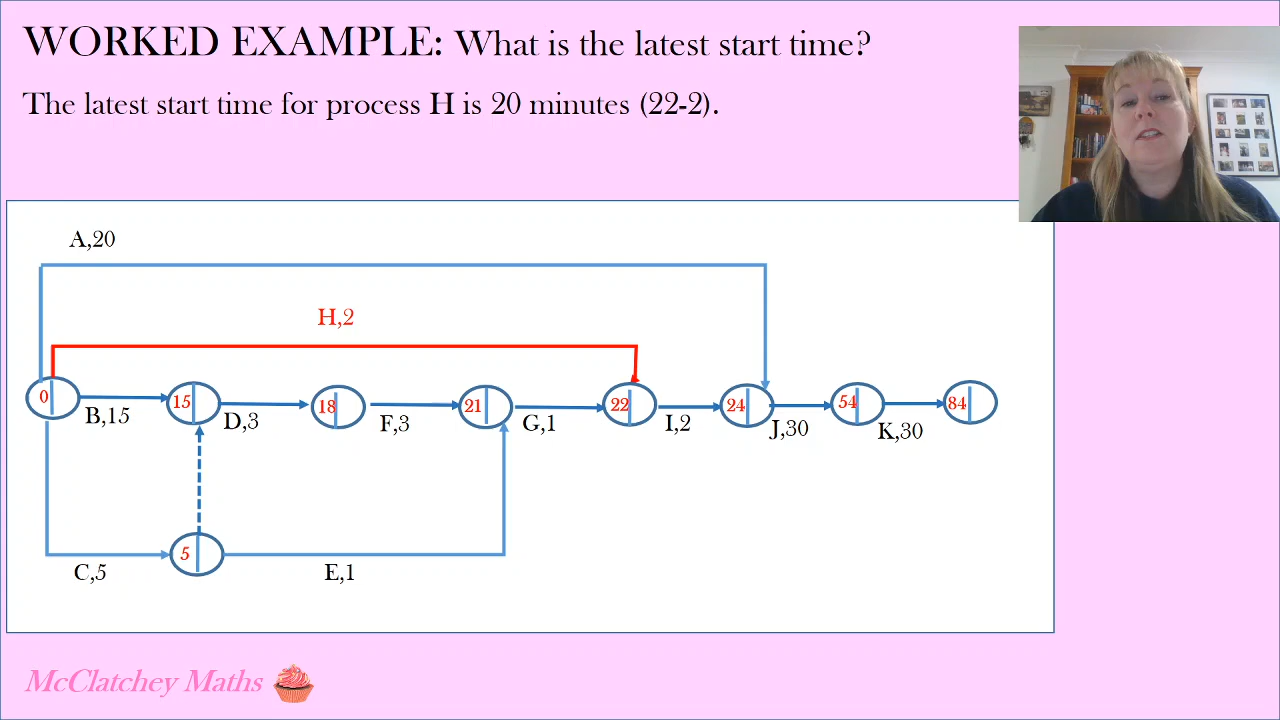 WORKED EXAMPLE: What is the latest start time?
The latest start time for process H is 20 minutes (22-2).
A,20
H,2
0
15
18
21
22
24
54
84
B,15
D,3
F,3
G,1
I,2
J,30
K,30
5
C,5
E,1
McClatchey Maths